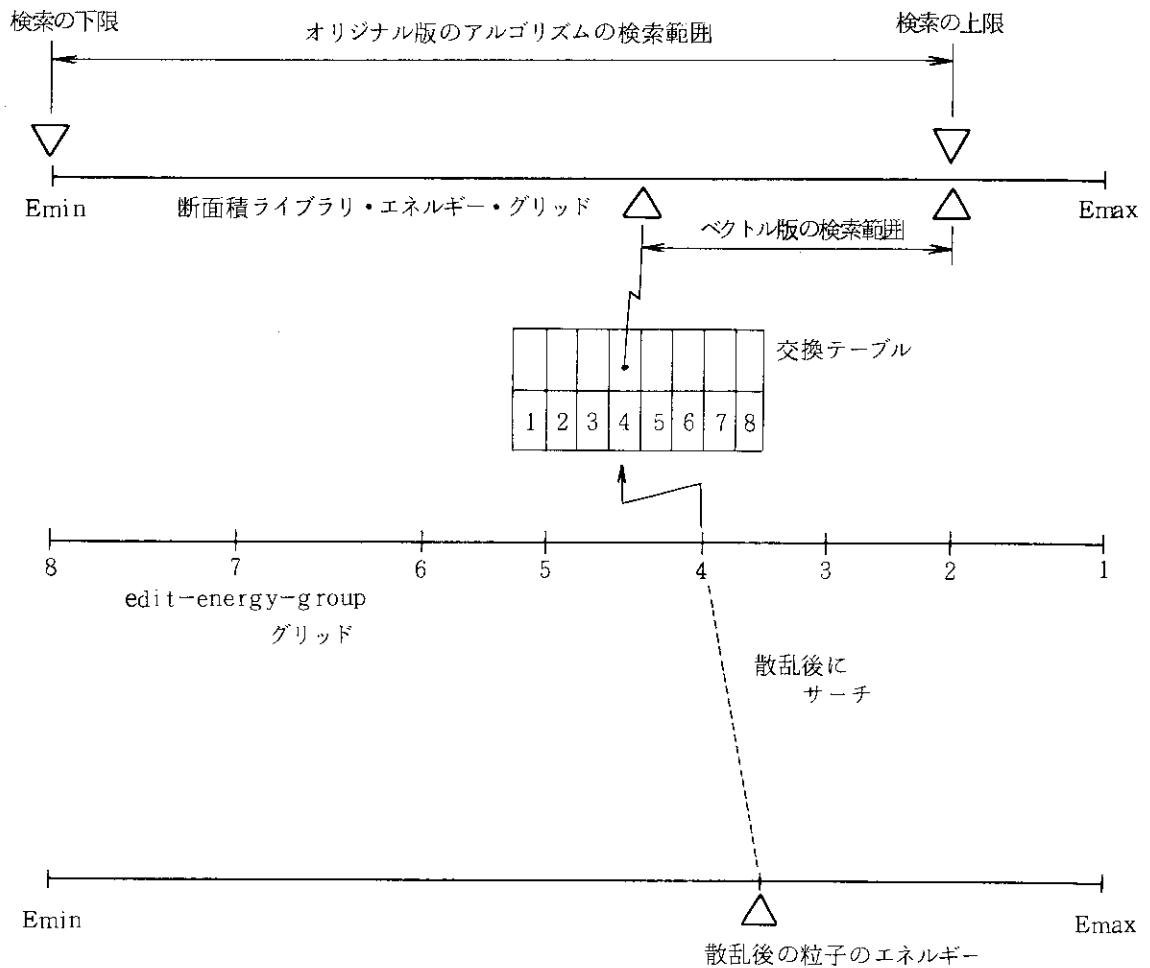 検索の下限
オリジナル版のアルゴリズムの検索範囲
検索の上限
Emin
断面積ライブラリ・エネルギー・グリッド
Emax
ベクトル版の検索範囲
交換テーブル
1 2 3 4 5 6 7 8
8 7 6 5 4 3 2 1
edit-energy-group
グリッド
散乱後に
サーチ
Emin
Emax
散乱後の粒子のエネルギー